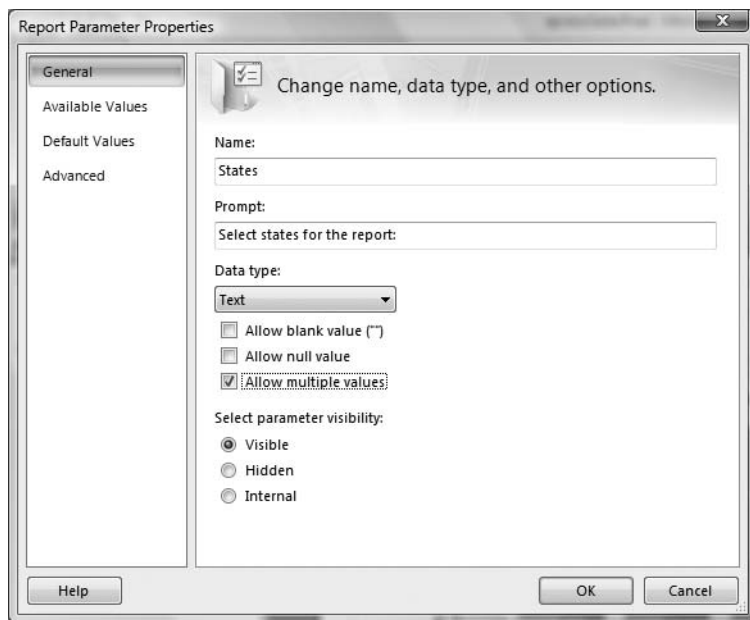 Report Parameter Properties
General
Available Values
Default Values
Advanced
Change name, data type, and other options.
Name:
States
Prompt:
Select states for the report:
Data type:
Text
Allow blank value ("")
Allow null value
Allow multiple values
Select parameter visibility:
Visible
Hidden
Internal
Help
OK
Cancel